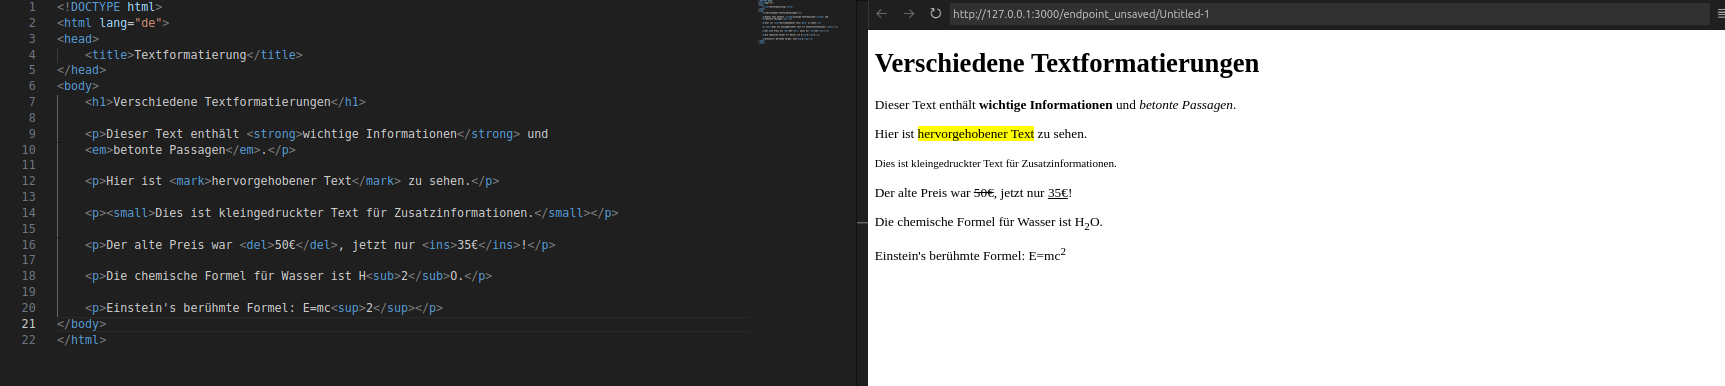 1 <!DOCTYPE html>
2 <html lang="de">
3 <head>
4 <title>Textformatierung</title>
5 </head>
6 <body>
7 <h1>Verschiedene Textformatierungen</h1>
8
9 <p>Dieser Text enthält <strong>wichtige Informationen</strong> und
10 <em>betonte Passagen</em>.</p>
11
12 <p>Hier ist <mark>hervorgehobener Text</mark> zu sehen.</p>
13
14 <p><small>Dies ist kleingedruckter Text für Zusatzinformationen.</small></p>
15
16 <p>Der alte Preis war <del>50€</del>, jetzt nur <ins>35€</ins>!</p>
17
18 <p>Die chemische Formel für Wasser ist H<sub>2</sub>O.</p>
19
20 <p>Einstein's berühmte Formel: E=mc<sup>2</sup></p>
21 </body>
22 </html>
http://127.0.0.1:3000/endpoint_unsaved/Untitled-1
Verschiedene Textformatierungen
Dieser Text enthält wichtige Informationen und betonte Passagen.
Hier ist hervorgehobener Text zu sehen.
Dies ist kleingedruckter Text für Zusatzinformationen.
Der alte Preis war 50€, jetzt nur 35€!
Die chemische Formel für Wasser ist H₂O.
Einstein's berühmte Formel: E=mc²